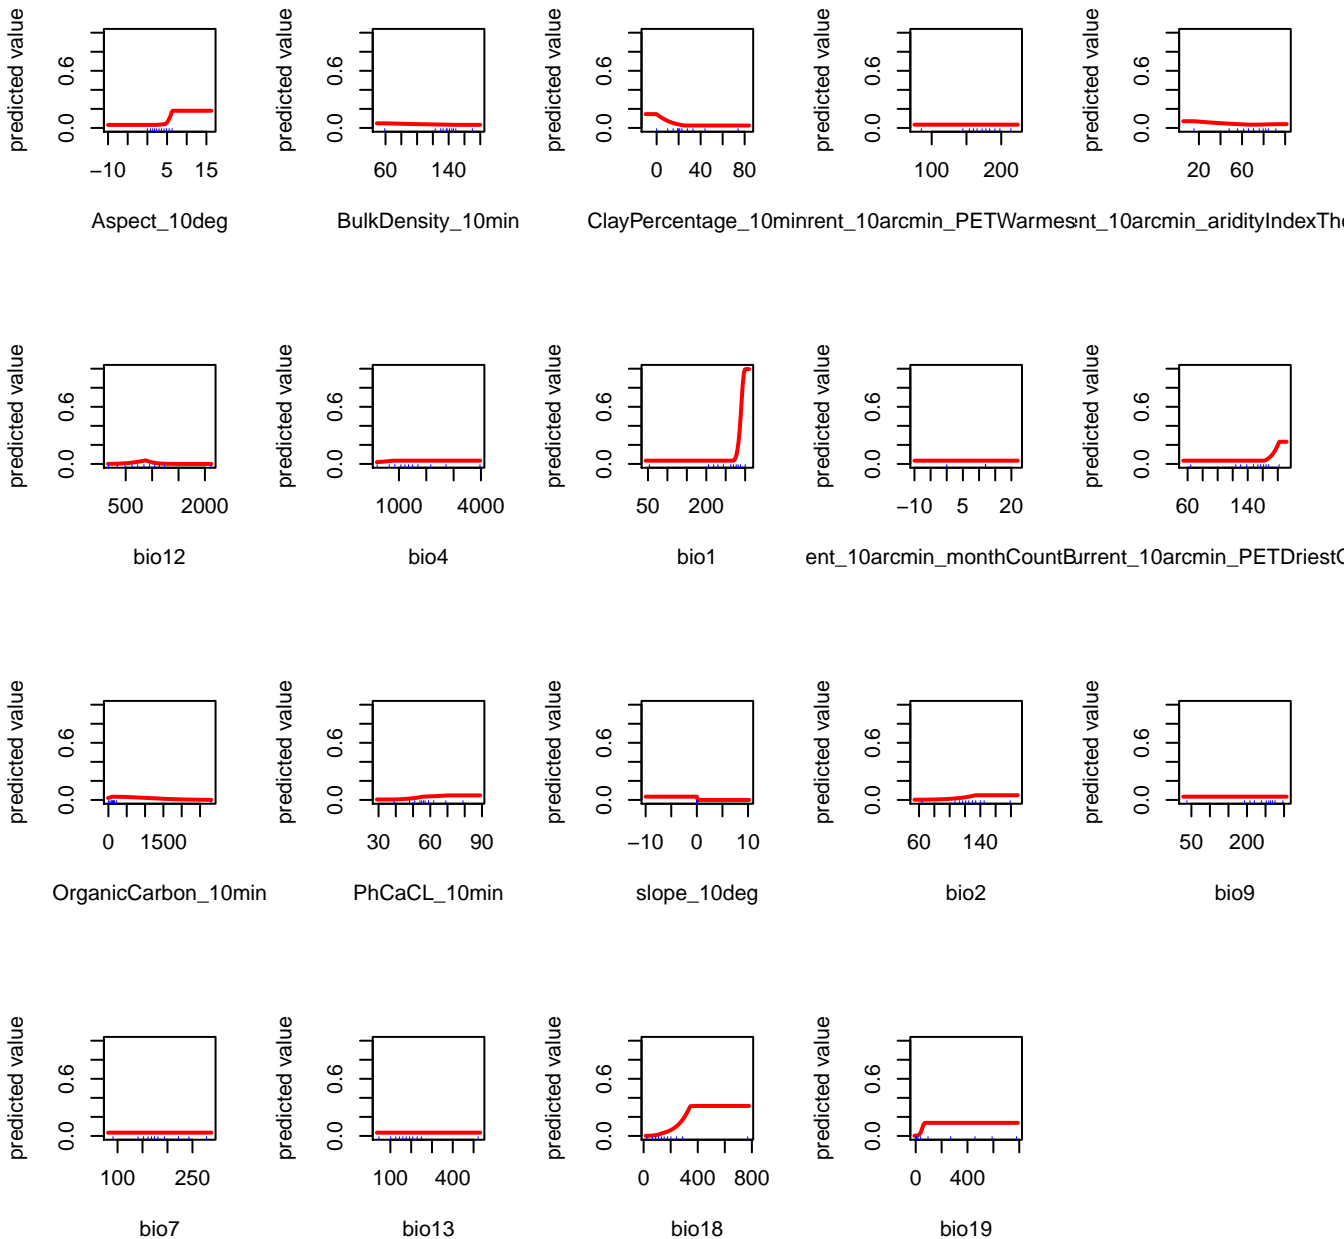 predicted value predicted value predicted value predicted value predicted value
0.0 0.6 0.0 0.6 0.0 0.6 0.0 0.6 0.0 0.6
−10 5 15 60 140 0 40 80 100 200 20 60
Aspect_10deg BulkDensity_10min ClayPercentage_10min rent_10arcmin_PETWarmes ent_10arcmin_aridityIndexTho
predicted value predicted value predicted value predicted value predicted value
0.0 0.6 0.0 0.6 0.0 0.6 0.0 0.6 0.0 0.6
500 2000 1000 4000 50 200 −10 5 20 60 140
bio12 bio4 bio1 ent_10arcmin_monthCountB urrent_10arcmin_PETDriestQ
predicted value predicted value predicted value predicted value predicted value
0.0 0.6 0.0 0.6 0.0 0.6 0.0 0.6 0.0 0.6
0 1500 30 60 90 −10 0 10 60 140 50 200
OrganicCarbon_10min PhCaCL_10min slope_10deg bio2 bio9
predicted value predicted value predicted value predicted value
0.0 0.6 0.0 0.6 0.0 0.6 0.0 0.6
100 250 100 400 0 400 800 0 400
bio7 bio13 bio18 bio19